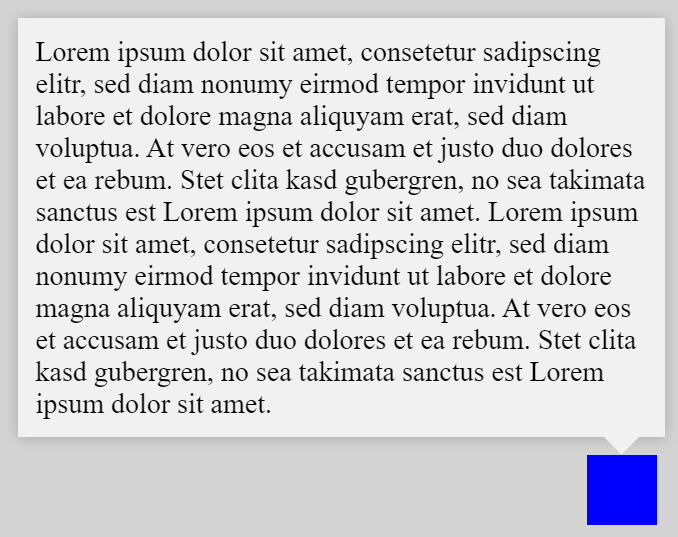 Lorem ipsum dolor sit amet, consetetur sadipscing
elitr, sed diam nonumy eirmod tempor invidunt ut
labore et dolore magna aliquyam erat, sed diam
voluptua. At vero eos et accusam et justo duo dolores
et ea rebum. Stet clita kasd gubergren, no sea takimata
sanctus est Lorem ipsum dolor sit amet. Lorem ipsum
dolor sit amet, consetetur sadipscing elitr, sed diam
nonumy eirmod tempor invidunt ut labore et dolore
magna aliquyam erat, sed diam voluptua. At vero eos
et accusam et justo duo dolores et ea rebum. Stet clita
kasd gubergren, no sea takimata sanctus est Lorem
ipsum dolor sit amet.